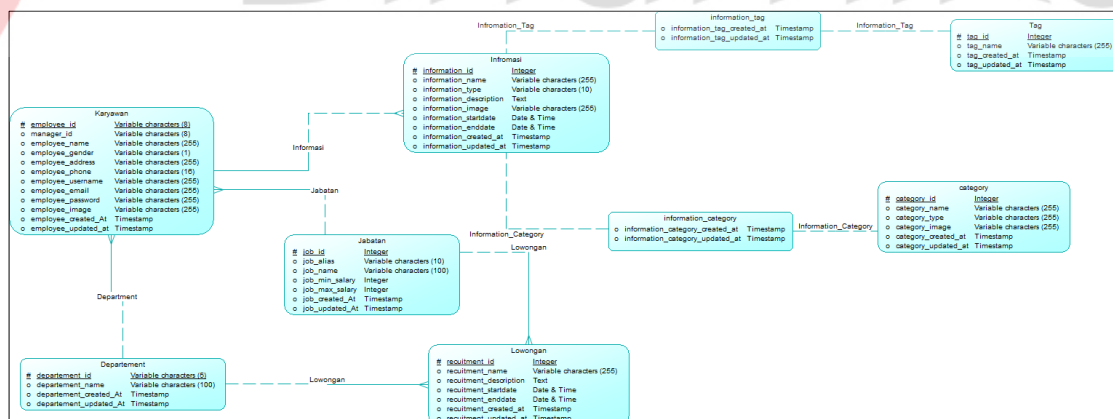 Infromation_Tag
information_tag
o information_tag_created_at Timestamp
o information_tag_updated_at Timestamp
Information_Tag
Tag
# tag_id Integer
o tag_name Variable characters (255)
o tag_created_at Timestamp
o tag_updated_at Timestamp
Infromasi
# information_id Integer
o information_name Variable characters (255)
o information_type Variable characters (10)
o information_description Text
o information_image Variable characters (255)
o information_startdate Date & Time
o information_enddate Date & Time
o information_created_at Timestamp
o information_updated_at Timestamp
Karyawan
# employee_id Variable characters (8)
o manager_id Variable characters (8)
o employee_name Variable characters (255)
o employee_gender Variable characters (1)
o employee_address Variable characters (255)
o employee_phone Variable characters (16)
o employee_username Variable characters (255)
o employee_email Variable characters (255)
o employee_password Variable characters (255)
o employee_image Variable characters (255)
o employee_created_At Timestamp
o employee_updated_at Timestamp
Informasi
Jabatan
category
# category_id Integer
o category_name Variable characters (255)
o category_type Variable characters (255)
o category_image Variable characters (255)
o category_created_at Timestamp
o category_updated_at Timestamp
information_category
o information_category_created_at Timestamp
o information_category_updated_at Timestamp
Information_Category
Information_Category
Lowongan
Jabatan
# job_id Integer
o job_alias Variable characters (10)
o job_name Variable characters (100)
o job_min_salary Integer
o job_max_salary Integer
o job_created_At Timestamp
o job_updated_At Timestamp
Department
Departement
# departement_id Variable characters (5)
o departement_name Variable characters (100)
o departement_created_At Timestamp
o departement_updated_At Timestamp
Lowongan
Lowongan
# recuitment_id Integer
o recuitment_name Variable characters (255)
o recuitment_description Text
o recuitment_startdate Date & Time
o recuitment_enddate Date & Time
o recuitment_created_at Timestamp
o recuitment_updated_at Timestamp